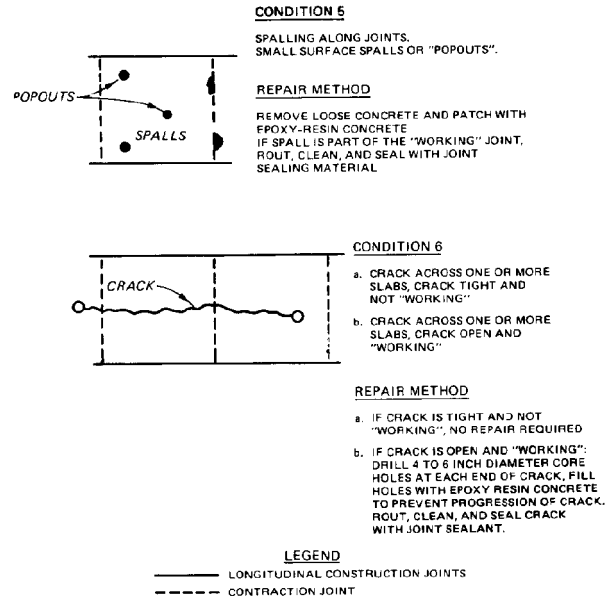 CONDITION 5
SPALLING ALONG JOINTS.
SMALL SURFACE SPALLS OR "POPOUTS".
POPOUTS
SPALLS
REPAIR METHOD
REMOVE LOOSE CONCRETE AND PATCH WITH
EPOXY-RESIN CONCRETE
IF SPALL IS PART OF THE "WORKING" JOINT,
ROUT, CLEAN, AND SEAL WITH JOINT
SEALING MATERIAL
CRACK
CONDITION 6
a. CRACK ACROSS ONE OR MORE
SLABS, CRACK TIGHT AND
NOT "WORKING"
b. CRACK ACROSS ONE OR MORE
SLABS, CRACK OPEN AND
"WORKING"
REPAIR METHOD
a. IF CRACK IS TIGHT AND NOT
"WORKING", NO REPAIR REQUIRED
b. IF CRACK IS OPEN AND "WORKING":
DRILL 4 TO 6 INCH DIAMETER CORE
HOLES AT EACH END OF CRACK, FILL
HOLES WITH EPOXY RESIN CONCRETE
TO PREVENT PROGRESSION OF CRACK.
ROUT, CLEAN, AND SEAL CRACK
WITH JOINT SEALANT.
LEGEND
LONGITUDINAL CONSTRUCTION JOINTS
CONTRACTION JOINT